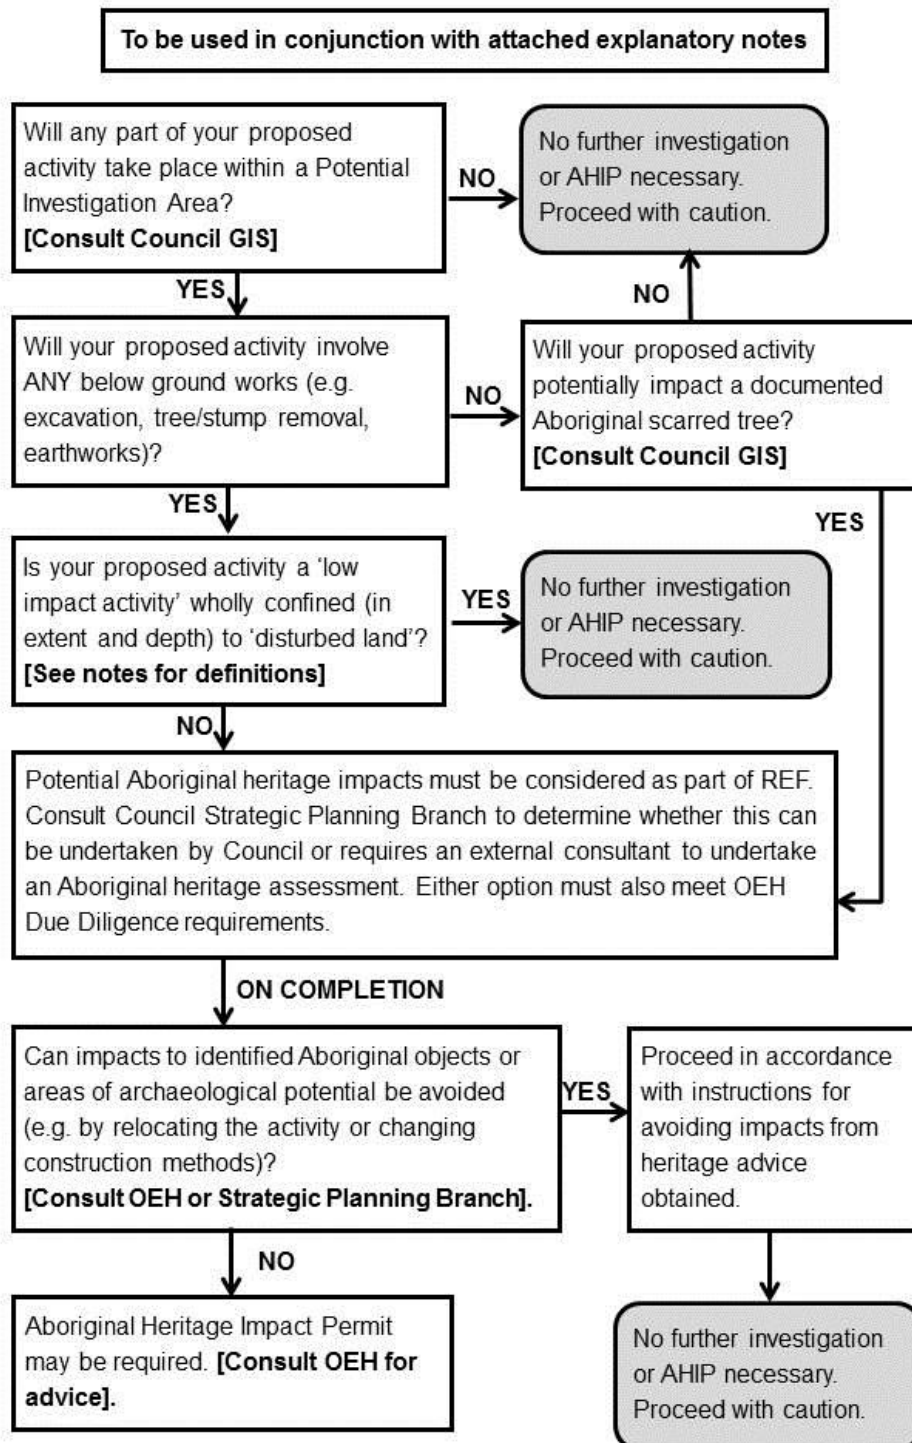 To be used in conjunction with attached explanatory notes
Will any part of your proposed
activity take place within a Potential
Investigation Area?
[Consult Council GIS]
NO
No further investigation
or AHIP necessary.
Proceed with caution.
YES
NO
Will your proposed activity involve
ANY below ground works (e.g.
excavation, tree/stump removal,
earthworks)?
NO
Will your proposed activity
potentially impact a documented
Aboriginal scarred tree?
[Consult Council GIS]
YES
YES
Is your proposed activity a ‘low
impact activity’ wholly confined (in
extent and depth) to ‘disturbed land’?
[See notes for definitions]
YES
No further investigation
or AHIP necessary.
Proceed with caution.
NO
Potential Aboriginal heritage impacts must be considered as part of REF.
Consult Council Strategic Planning Branch to determine whether this can
be undertaken by Council or requires an external consultant to undertake
an Aboriginal heritage assessment. Either option must also meet OEH
Due Diligence requirements.
ON COMPLETION
Can impacts to identified Aboriginal objects or
areas of archaeological potential be avoided
(e.g. by relocating the activity or changing
construction methods)?
[Consult OEH or Strategic Planning Branch].
YES
Proceed in accordance
with instructions for
avoiding impacts from
heritage advice
obtained.
NO
Aboriginal Heritage Impact Permit
may be required. [Consult OEH for
advice].
No further investigation
or AHIP necessary.
Proceed with caution.